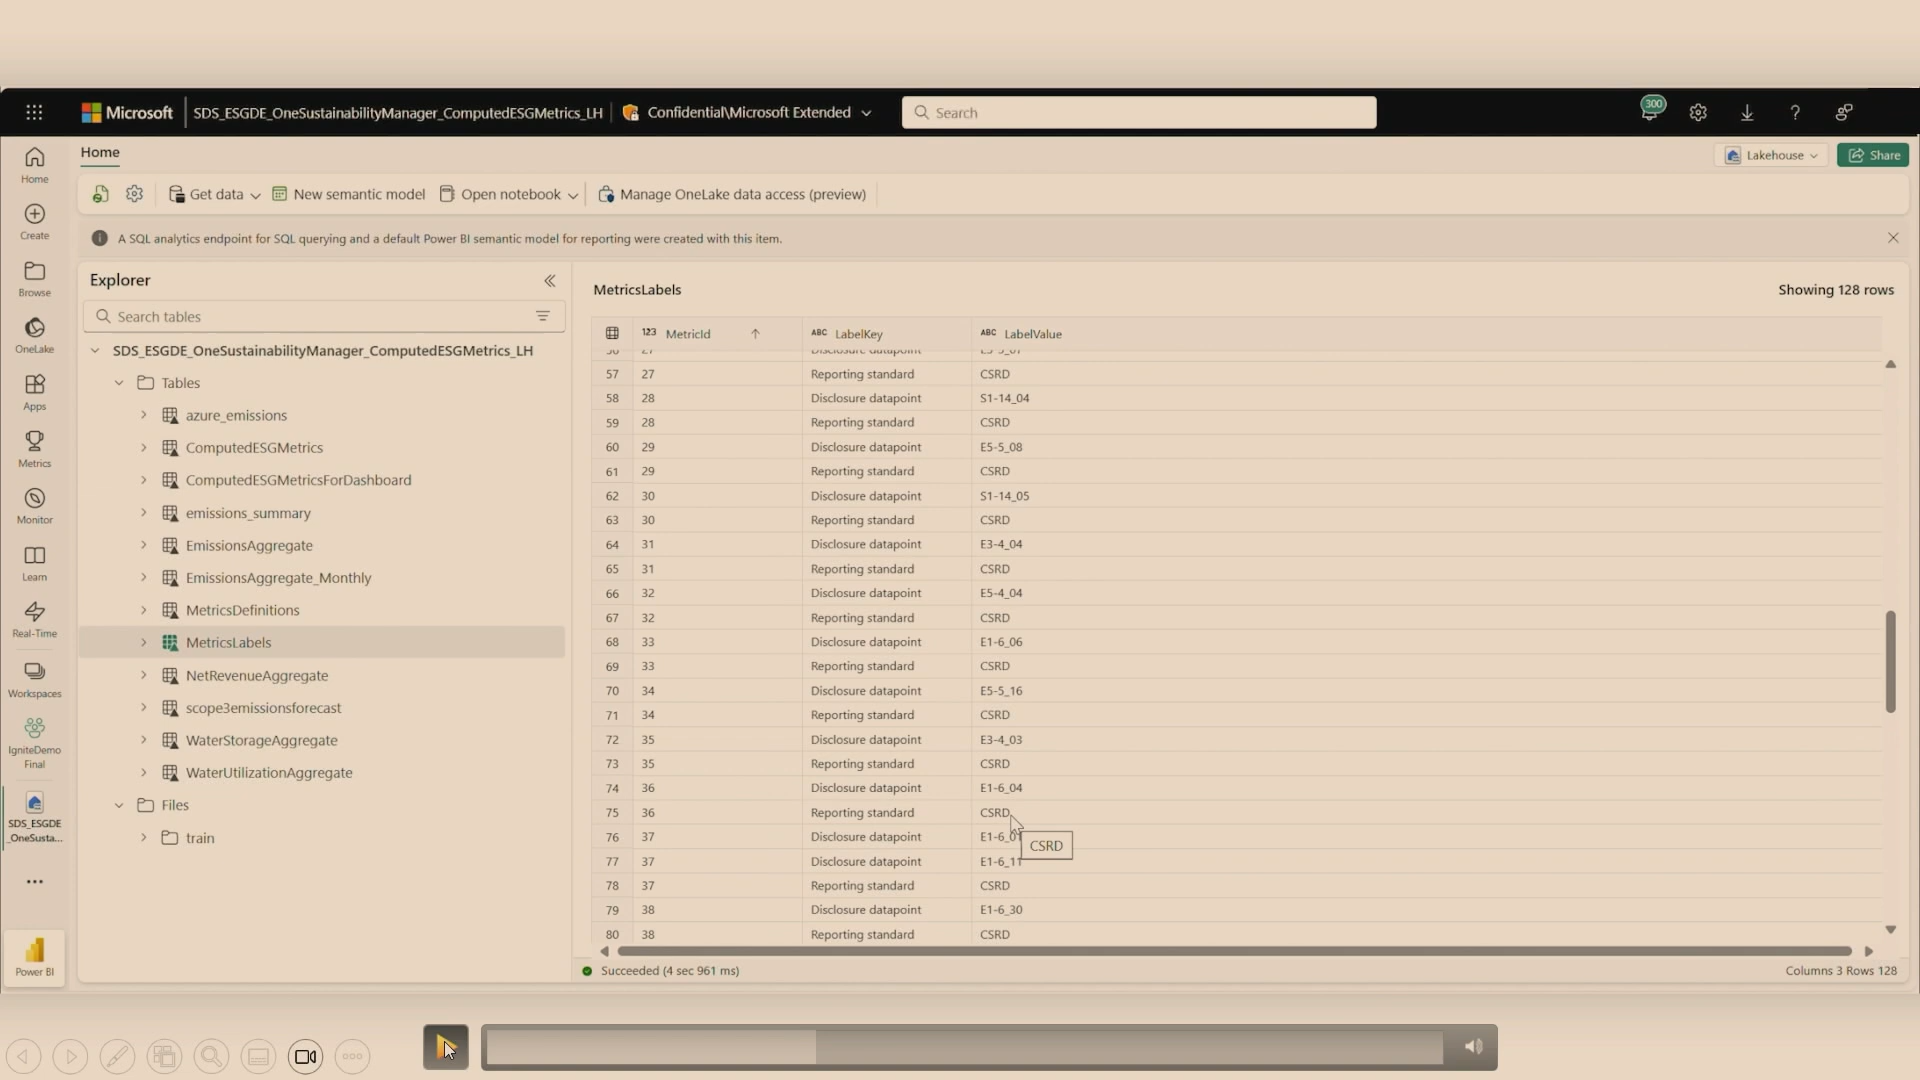 Microsoft SDS_ESGDE_OneSustainabilityManager_ComputedESGMetrics_LH Confidential\Microsoft Extended Search 300 ?
Home Lakehouse Share
Get data New semantic model Open notebook Manage OneLake data access (preview)
A SQL analytics endpoint for SQL querying and a default Power BI semantic model for reporting were created with this item.
Home
Create
Browse
OneLake
Apps
Metrics
Monitor
Learn
Real-Time
Workspaces
IgniteDemo
Final
SDS_ESGDE
_OneSusta...
Power BI
Explorer
Search tables
SDS_ESGDE_OneSustainabilityManager_ComputedESGMetrics_LH
Tables
azure_emissions
ComputedESGMetrics
ComputedESGMetricsForDashboard
emissions_summary
EmissionsAggregate
EmissionsAggregate_Monthly
MetricsDefinitions
MetricsLabels
NetRevenueAggregate
scope3emissionsforecast
WaterStorageAggregate
WaterUtilizationAggregate
Files
train
MetricsLabels Showing 128 rows
123 MetricId ABC LabelKey ABC LabelValue
57 27 Reporting standard CSRD
58 28 Disclosure datapoint S1-14_04
59 28 Reporting standard CSRD
60 29 Disclosure datapoint E5-5_08
61 29 Reporting standard CSRD
62 30 Disclosure datapoint S1-14_05
63 30 Reporting standard CSRD
64 31 Disclosure datapoint E3-4_04
65 31 Reporting standard CSRD
66 32 Disclosure datapoint E5-4_04
67 32 Reporting standard CSRD
68 33 Disclosure datapoint E1-6_06
69 33 Reporting standard CSRD
70 34 Disclosure datapoint E5-5_16
71 34 Reporting standard CSRD
72 35 Disclosure datapoint E3-4_03
73 35 Reporting standard CSRD
74 36 Disclosure datapoint E1-6_04
75 36 Reporting standard CSRD
76 37 Disclosure datapoint
CSRD
77 37 Disclosure datapoint E1-6_11
78 37 Reporting standard CSRD
79 38 Disclosure datapoint E1-6_30
80 38 Reporting standard CSRD
Succeeded (4 sec 961 ms) Columns 3 Rows 128